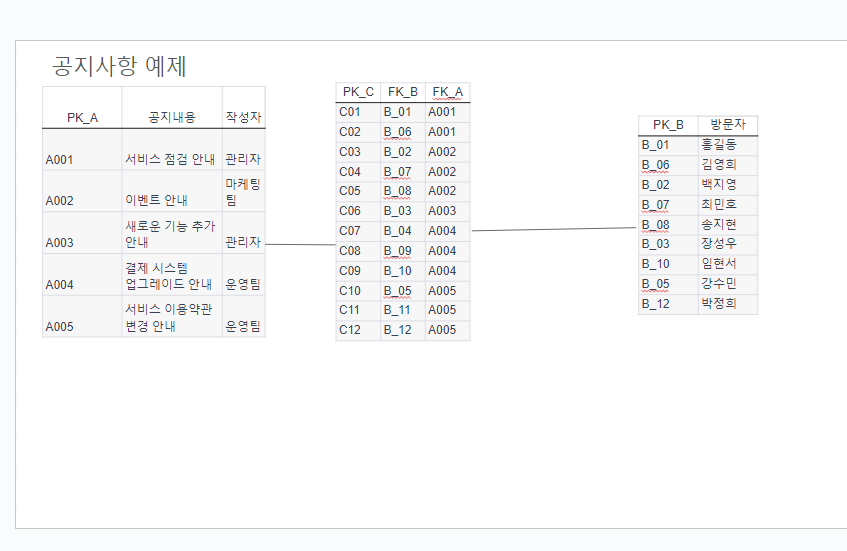 공지사항 예제
PK_A 공지내용 작성자
A001 서비스 점검 안내 관리자
A002 이벤트 안내 마케팅
팀
A003 새로운 기능 추가
안내 관리자
A004 결제 시스템
업그레이드 안내 운영팀
A005 서비스 이용약관
변경 안내 운영팀
PK_C FK_B FK_A
C01 B_01 A001
C02 B_06 A001
C03 B_02 A002
C04 B_07 A002
C05 B_08 A002
C06 B_03 A003
C07 B_04 A004
C08 B_09 A004
C09 B_10 A004
C10 B_05 A005
C11 B_11 A005
C12 B_12 A005
PK_B 방문자
B_01 홍길동
B_06 김영희
B_02 백지영
B_07 최민호
B_08 송지현
B_03 장성우
B_10 임현서
B_05 강수민
B_12 박정희